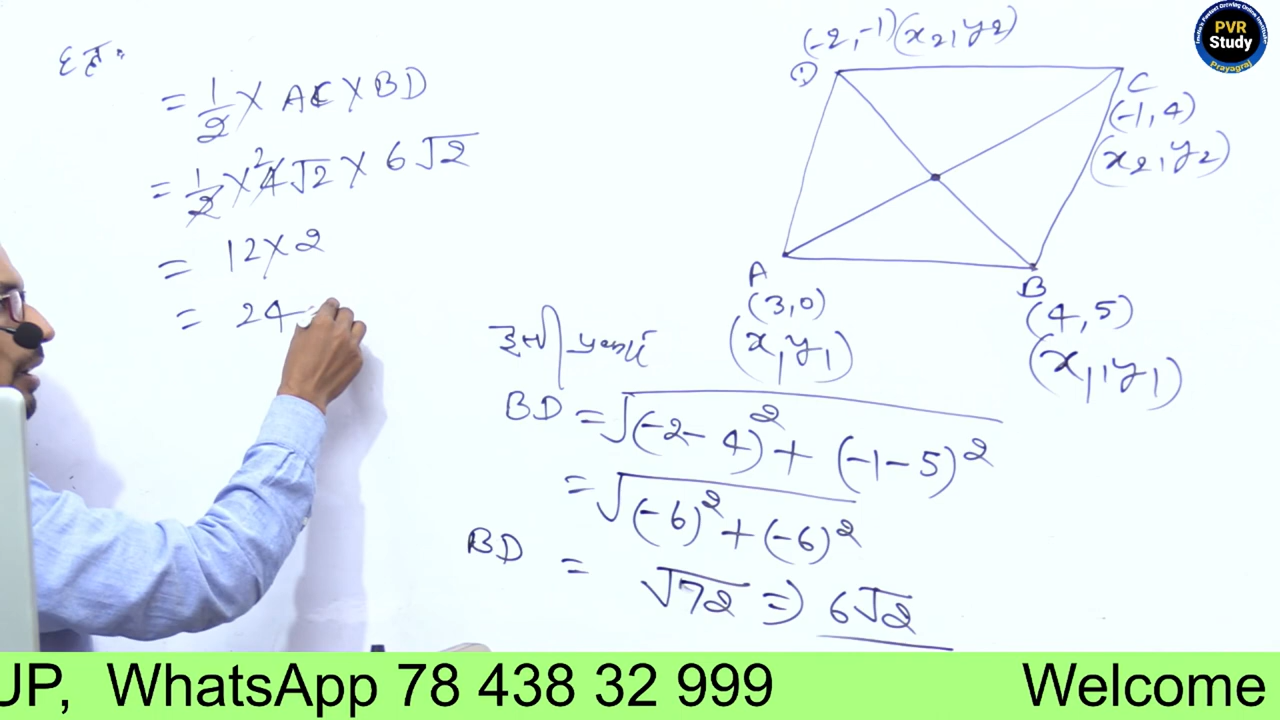 हल:
= 1/2 × AC × BD
= 1/2 × 4√2 × 6√2
= 12×2
= 24
D (-2,-1) (x2, y2)
C
(-1, 4)
(x2, y2)
A
(3,0)
(x1 y1)
B
(4,5)
(x1, y1)
इसी प्रकार
BD = √(-2-4)² + (-1-5)²
= √(-6)² + (-6)²
BD = √72 ⇒ 6√2
PVR
Study
Prayagraj
UP, WhatsApp 78 438 32 999 Welcome